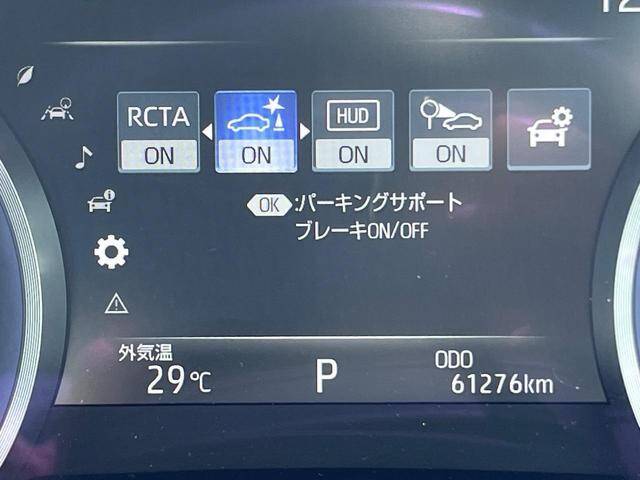 RCTA
HUD
ON
ON
ON
ON
OK:パーキングサポート
ブレーキON/OFF
外気温
29℃
P
ODO
61276km